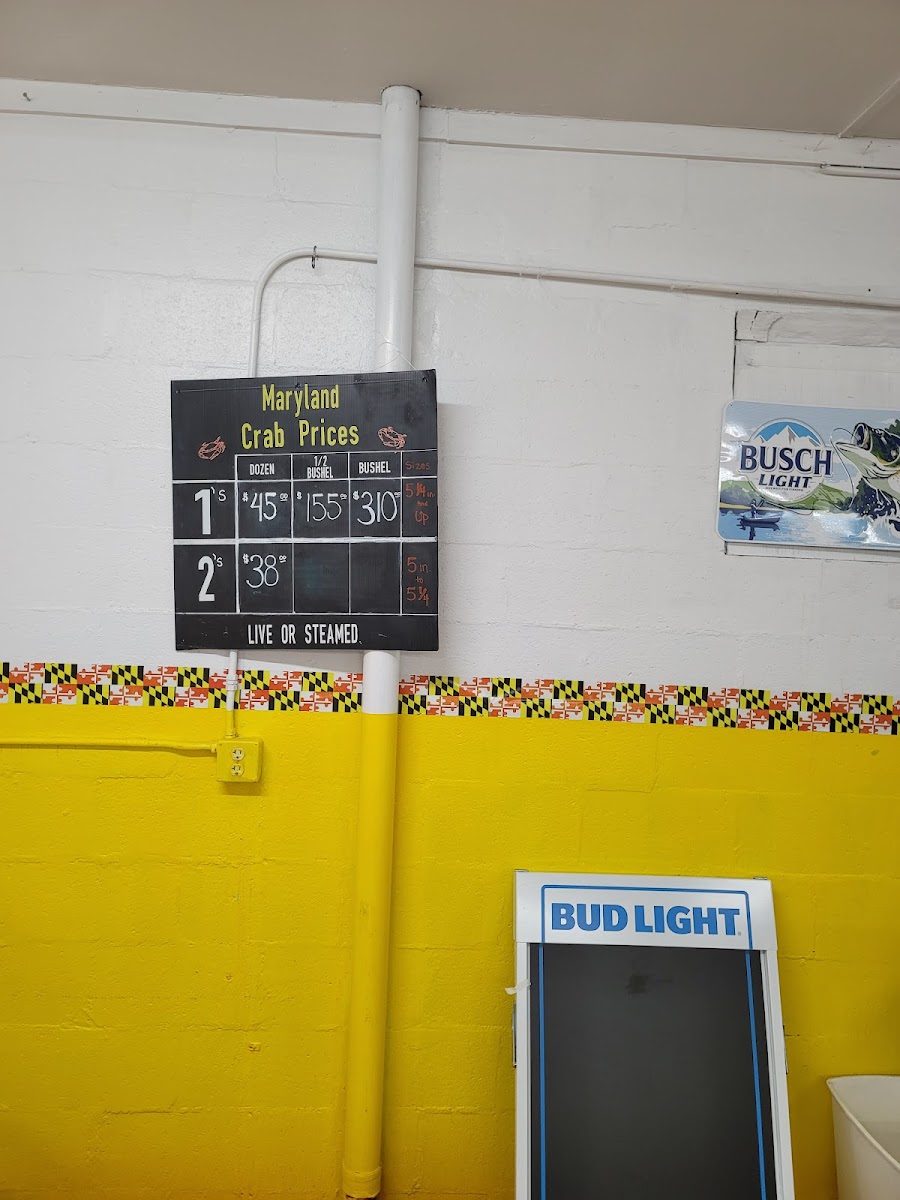 Maryland
Crab Prices
DOZEN 1/2 BUSHEL BUSHEL Sizes
1's $45.00 $155.00 $310.00 5 1/4 in and Up
2's $38.00 5 in to 5 1/4
LIVE OR STEAMED
BUSCH
LIGHT
BUD LIGHT